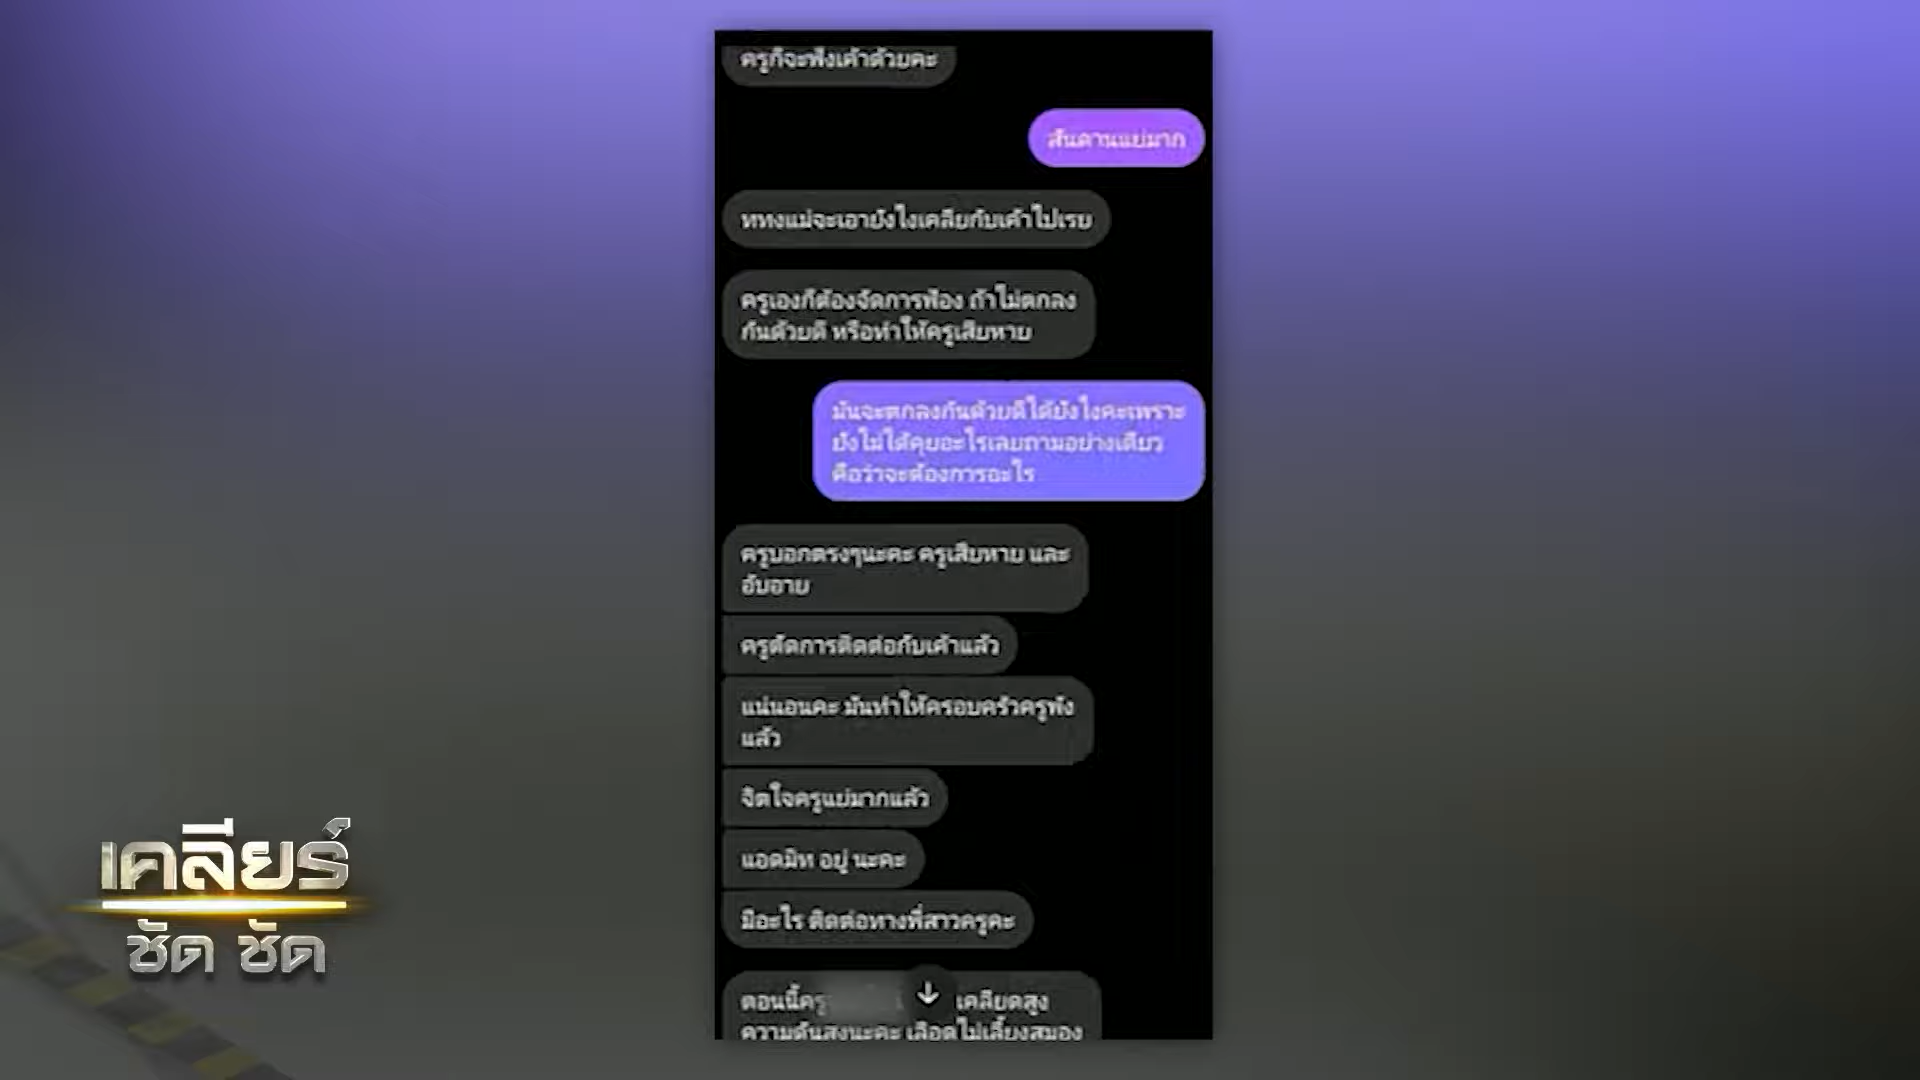 ครูก็จะฟ้งเค้าด้วยคะ
สันดานแย่มาก
ททงแม่จะเอายังไงเคลียกับเค้าไปเรย
ครูเองก็ต้องจัดการฟ้อง ถ้าไม่ตกลง
กันด้วยดี หรือทำให้ครูเสียหาย
มันจะตกลงกันด้วยดีได้ยังไงคะเพราะ
ยังไม่ได้คุยอะไรเลยถามอย่างเดียว
คือว่าจะต้องการอะไร
ครูบอกตรงๆนะคะ ครูเสียหาย และ
อับอาย
ครูตัดการติดต่อกับเค้าแล้ว
แน่นอนคะ มันทำให้ครอบครัวครูพัง
แล้ว
จิตใจครูแย่มากแล้ว
แอดมิท อยู่ นะคะ
มีอะไร ติดต่อทางพี่สาวครูคะ
ตอนนี้ครู เคลียดสูง
ความดันสูงนะคะ เลือดไม่เลี้ยงสมอง
เคลียร์
ชัด ชัด